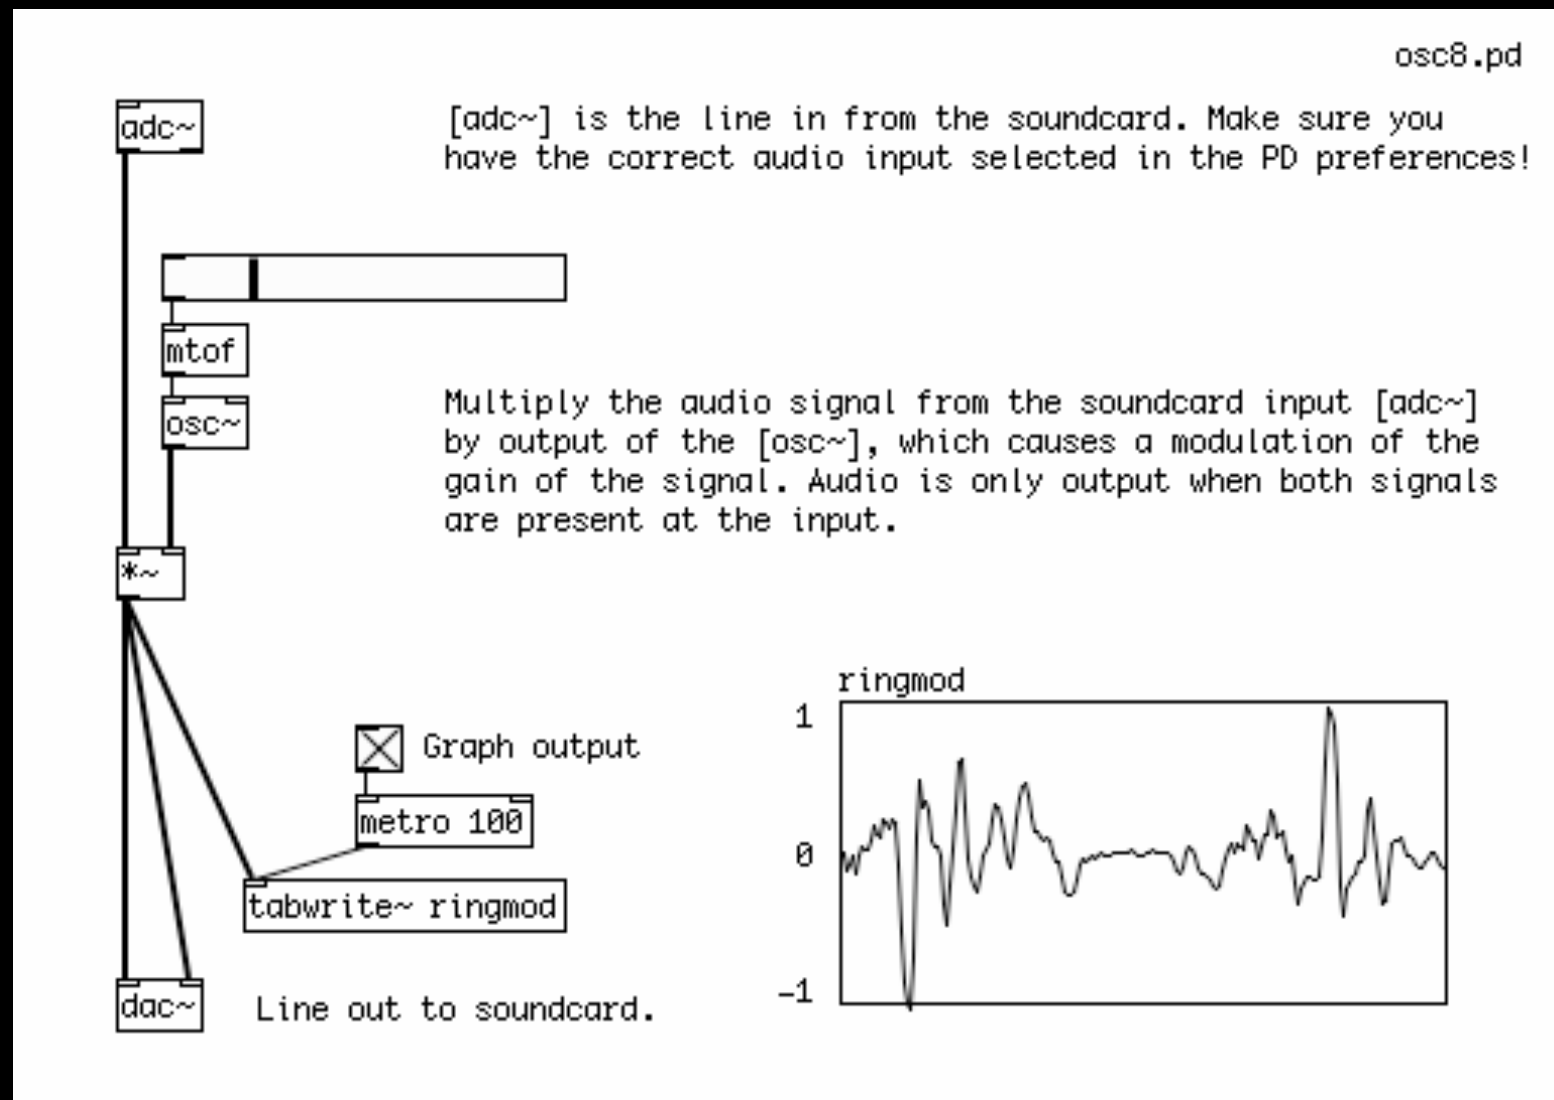 osc8.pd
adc~
[adc~] is the line in from the soundcard. Make sure you
have the correct audio input selected in the PD preferences!
mtof
osc~
Multiply the audio signal from the soundcard input [adc~]
by output of the [osc~], which causes a modulation of the
gain of the signal. Audio is only output when both signals
are present at the input.
*~
Graph output
metro 100
tabwrite~ ringmod
dac~
Line out to soundcard.
ringmod
1
0
-1